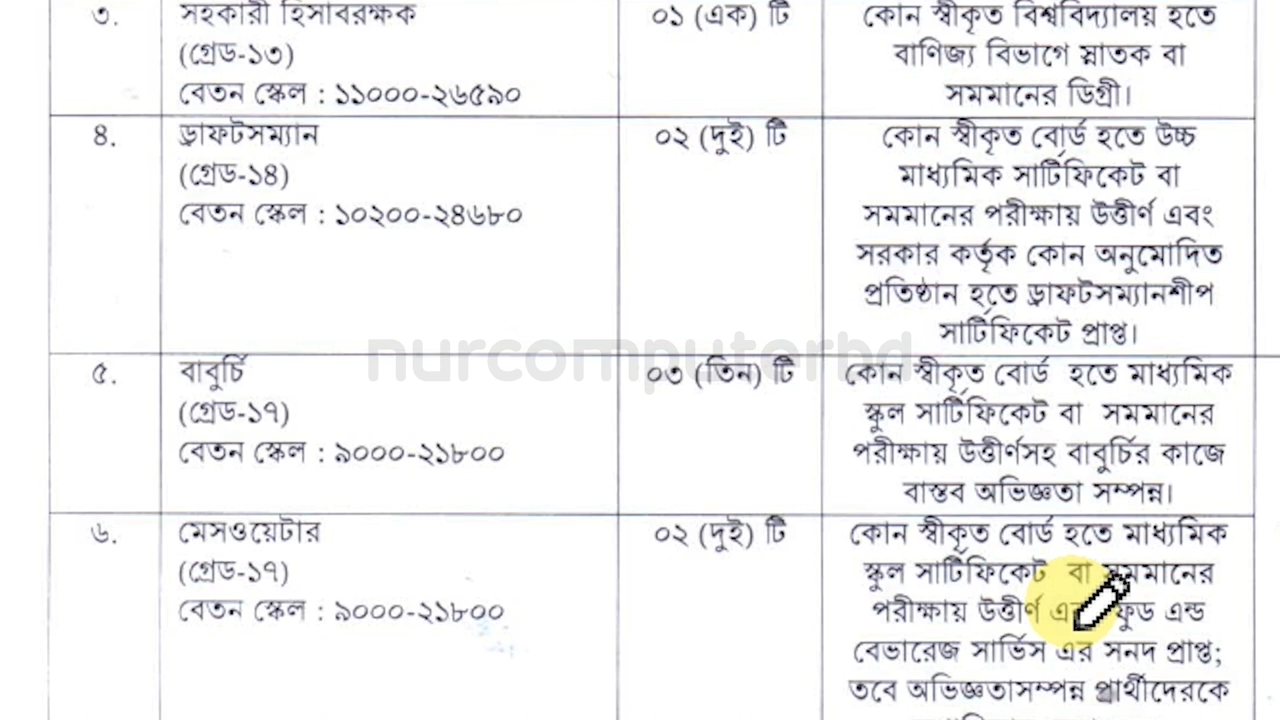 ৩.
সহকারী হিসাবরক্ষক
(গ্রেড-১৩)
বেতন স্কেল : ১১০০০-২৬৫৯০
০১ (এক) টি
কোন স্বীকৃত বিশ্ববিদ্যালয় হতে
বাণিজ্য বিভাগে স্নাতক বা
সমমানের ডিগ্রী।
৪.
ড্রাফটসম্যান
(গ্রেড-১৪)
বেতন স্কেল : ১০২০০-২৪৬৮০
০২ (দুই) টি
কোন স্বীকৃত বোর্ড হতে উচ্চ
মাধ্যমিক সার্টিফিকেট বা
সমমানের পরীক্ষায় উত্তীর্ণ এবং
সরকার কর্তৃক কোন অনুমোদিত
প্রতিষ্ঠান হতে ড্রাফটসম্যানশীপ
সার্টিফিকেট প্রাপ্ত।
nurcomputerbd
৫.
বাবুর্চি
(গ্রেড-১৭)
বেতন স্কেল : ৯০০০-২১৮০০
০৩ (তিন) টি
কোন স্বীকৃত বোর্ড হতে মাধ্যমিক
স্কুল সার্টিফিকেট বা সমমানের
পরীক্ষায় উত্তীর্ণসহ বাবুর্চির কাজে
বাস্তব অভিজ্ঞতা সম্পন্ন।
৬.
মেসওয়েটার
(গ্রেড-১৭)
বেতন স্কেল : ৯০০০-২১৮০০
০২ (দুই) টি
কোন স্বীকৃত বোর্ড হতে মাধ্যমিক
স্কুল সার্টিফিকেট বা সমমানের
পরীক্ষায় উত্তীর্ণ ফুড এন্ড
বেভারেজ সার্ভিস এর সনদ প্রাপ্ত;
তবে অভিজ্ঞতাসম্পন্ন প্রার্থীদেরকে